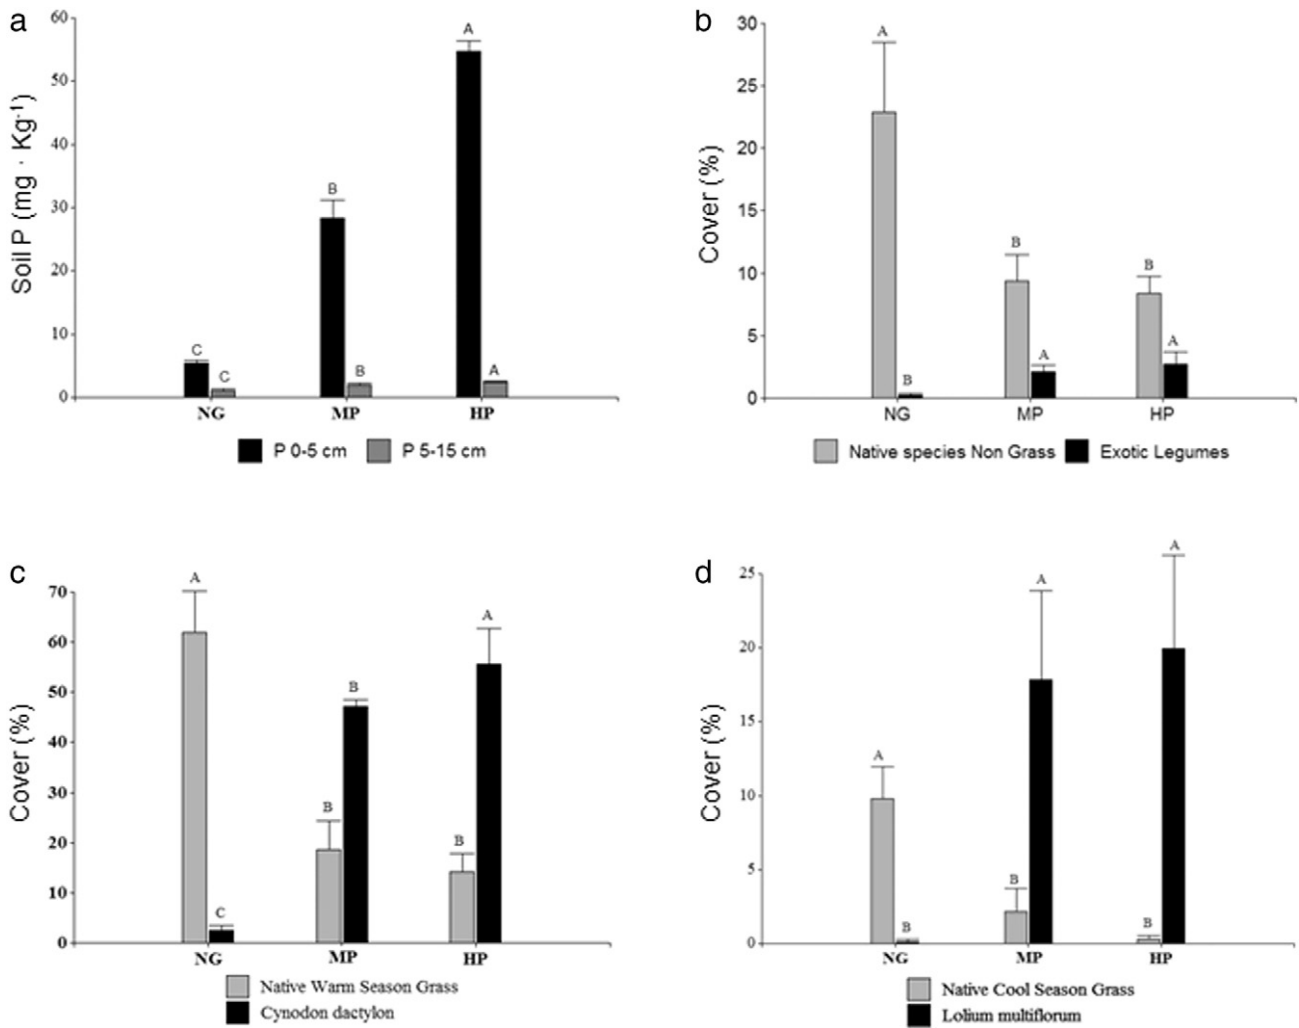 a
Soil P (mg · Kg-1)
60
50
40
30
20
10
0
C
C
B
B
A
A
NG
MP
HP
P 0-5 cm
P 5-15 cm
b
Cover (%)
30
25
20
15
10
5
0
A
B
B
A
B
A
NG
MP
HP
Native species Non Grass
Exotic Legumes
c
Cover (%)
70
60
50
40
30
20
10
0
A
C
B
B
B
A
NG
MP
HP
Native Warm Season Grass
Cynodon dactylon
d
Cover (%)
25
20
15
10
5
0
A
B
B
A
B
A
NG
MP
HP
Native Cool Season Grass
Lolium multiflorum